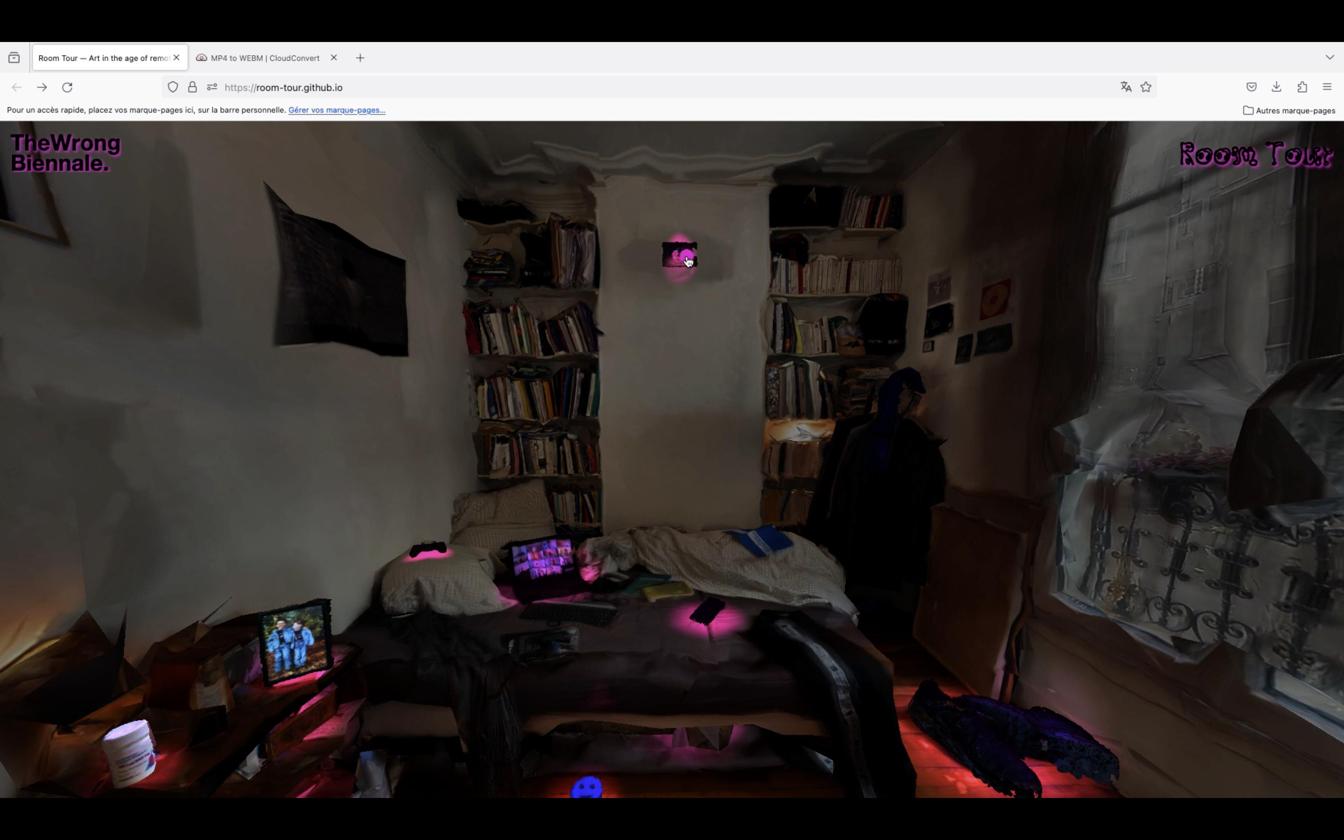 Room Tour — Art in the age of remo
MP4 to WEBM | CloudConvert
https://room-tour.github.io
Pour un accès rapide, placez vos marque-pages ici, sur la barre personnelle. Gérer vos marque-pages…
Autres marque-pages
TheWrong
Biennale.
Room Tour